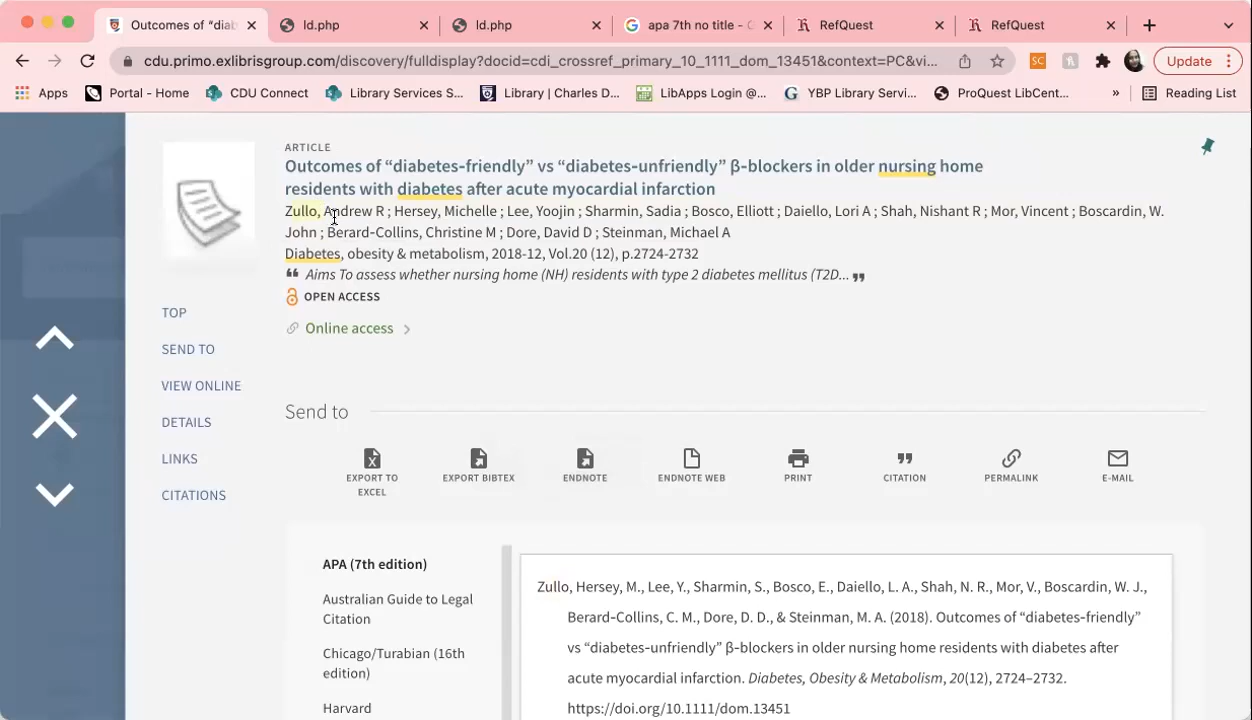 Outcomes of “diab
ld.php
ld.php
apa 7th no title - G
RefQuest
RefQuest
cdu.primo.exlibrisgroup.com/discovery/fulldisplay?docid=cdi_crossref_primary_10_1111_dom_13451&context=PC&vi...
SC
Update
Apps
Portal - Home
CDU Connect
Library Services S...
Library | Charles D...
LibApps Login @...
YBP Library Servi...
ProQuest LibCent...
»
Reading List
ARTICLE
Outcomes of “diabetes-friendly” vs “diabetes-unfriendly” β-blockers in older nursing home
residents with diabetes after acute myocardial infarction
Zullo, Andrew R ; Hersey, Michelle ; Lee, Yoojin ; Sharmin, Sadia ; Bosco, Elliott ; Daiello, Lori A ; Shah, Nishant R ; Mor, Vincent ; Boscardin, W.
John ; Berard-Collins, Christine M ; Dore, David D ; Steinman, Michael A
Diabetes, obesity & metabolism, 2018-12, Vol.20 (12), p.2724-2732
❝ Aims To assess whether nursing home (NH) residents with type 2 diabetes mellitus (T2D... ❞
OPEN ACCESS
Online access
TOP
SEND TO
VIEW ONLINE
DETAILS
LINKS
CITATIONS
Send to
EXPORT TO
EXCEL
EXPORT BIBTEX
ENDNOTE
ENDNOTE WEB
PRINT
CITATION
PERMALINK
E-MAIL
APA (7th edition)
Australian Guide to Legal
Citation
Chicago/Turabian (16th
edition)
Harvard
Zullo, Hersey, M., Lee, Y., Sharmin, S., Bosco, E., Daiello, L. A., Shah, N. R., Mor, V., Boscardin, W. J.,
Berard-Collins, C. M., Dore, D. D., & Steinman, M. A. (2018). Outcomes of “diabetes-friendly”
vs “diabetes-unfriendly” β-blockers in older nursing home residents with diabetes after
acute myocardial infarction. Diabetes, Obesity & Metabolism, 20(12), 2724–2732.
https://doi.org/10.1111/dom.13451